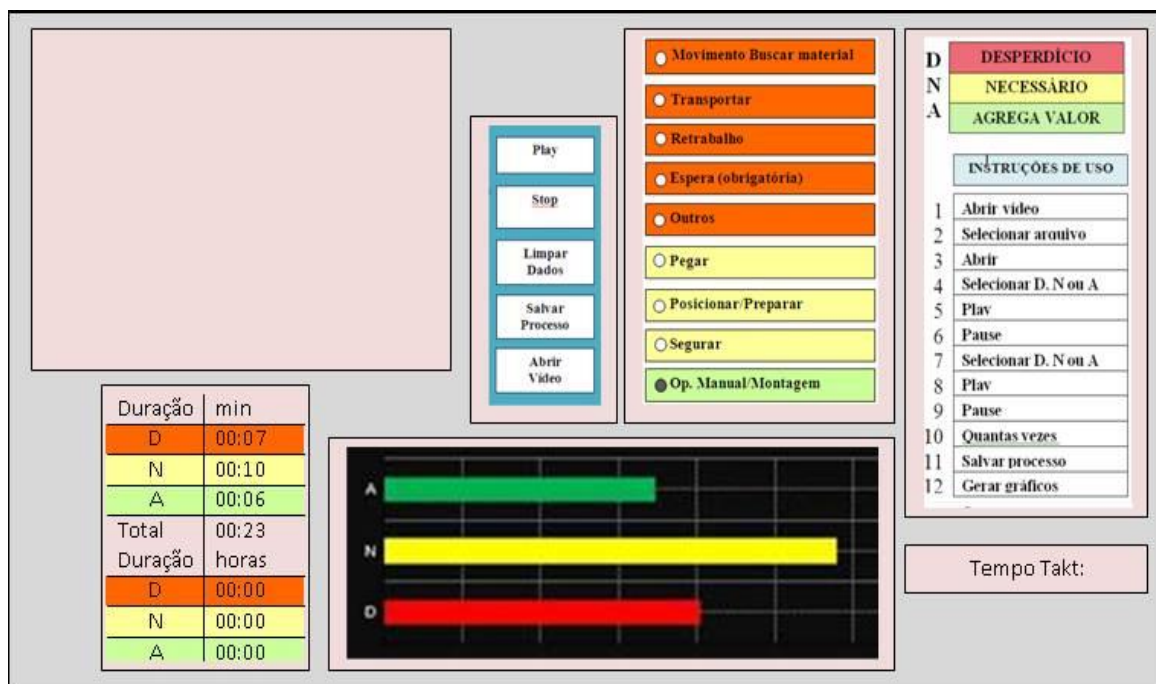 Play
Stop
Limpar
Dados
Salvar
Processo
Abrir
Vídeo
Movimento Buscar material
Transportar
Retrabalho
Espera (obrigatória)
Outros
Pegar
Posicionar/Preparar
Segurar
Op. Manual/Montagem
D DESPERDÍCIO
N NECESSÁRIO
A AGREGA VALOR
INSTRUÇÕES DE USO
1 Abrir vídeo
2 Selecionar arquivo
3 Abrir
4 Selecionar D. N ou A
5 Play
6 Pause
7 Selecionar D. N ou A
8 Play
9 Pause
10 Quantas vezes
11 Salvar processo
12 Gerar gráficos
Duração min
D 00:07
N 00:10
A 00:06
Total 00:23
Duração horas
D 00:00
N 00:00
A 00:00
A
N
D
Tempo Takt: